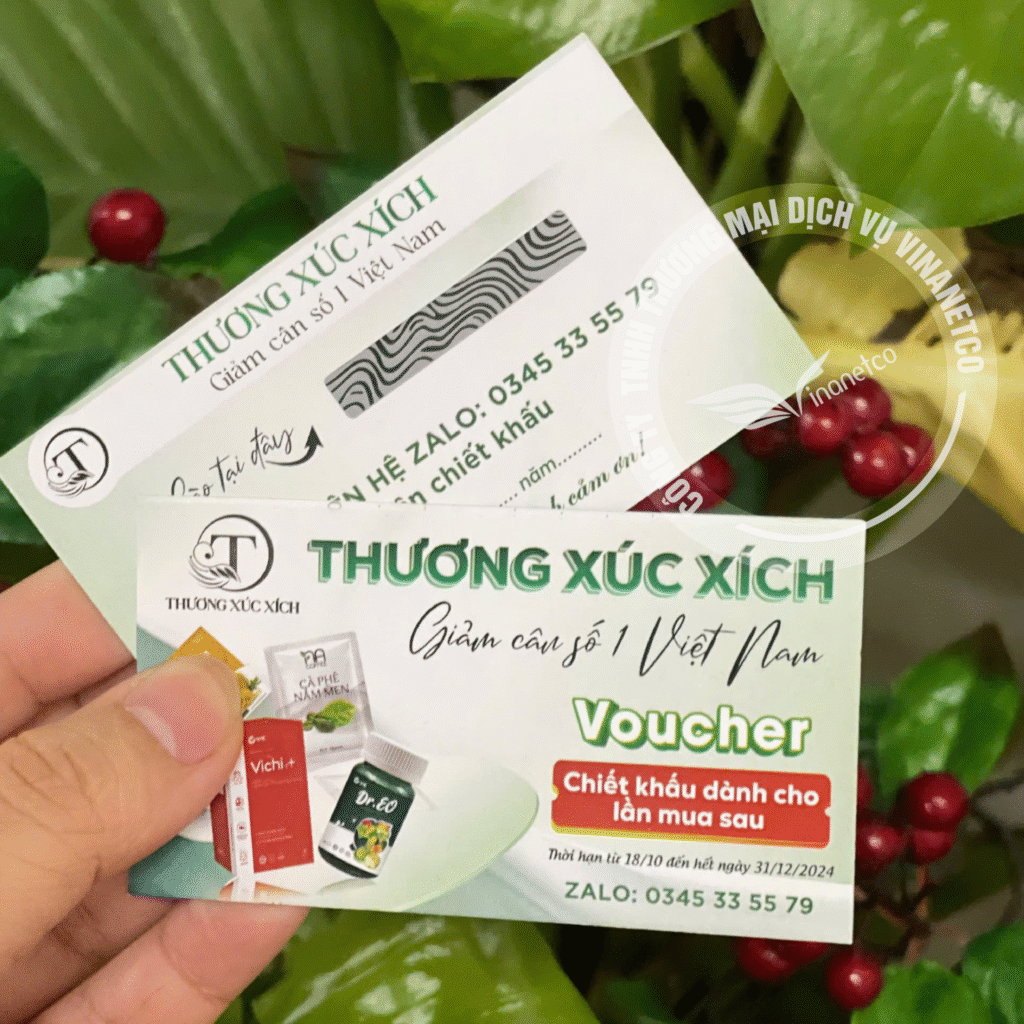 THƯƠNG XÚC XÍCH
Giảm cân số 1 Việt Nam
tại đây
HỆ ZALO: 0345 33 55 79
chiết khấu
năm........
cảm ơn!
T
THƯƠNG XÚC XÍCH
THƯƠNG XÚC XÍCH
Giảm cân số 1 Việt Nam
CÀ PHÊ
NẤM MEN
Vichi+
Dr.EO
Voucher
Chiết khấu dành cho
lần mua sau
Thời hạn từ 18/10 đến hết ngày 31/12/2024
ZALO: 0345 33 55 79
CÔNG TY TNHH THƯƠNG MẠI DỊCH VỤ VINANETCO
Vinanetco